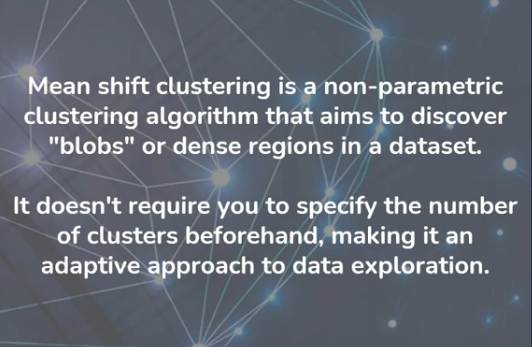 Mean shift clustering is a non-parametric
clustering algorithm that aims to discover
"blobs" or dense regions in a dataset.
It doesn't require you to specify the number
of clusters beforehand, making it an
adaptive approach to data exploration.